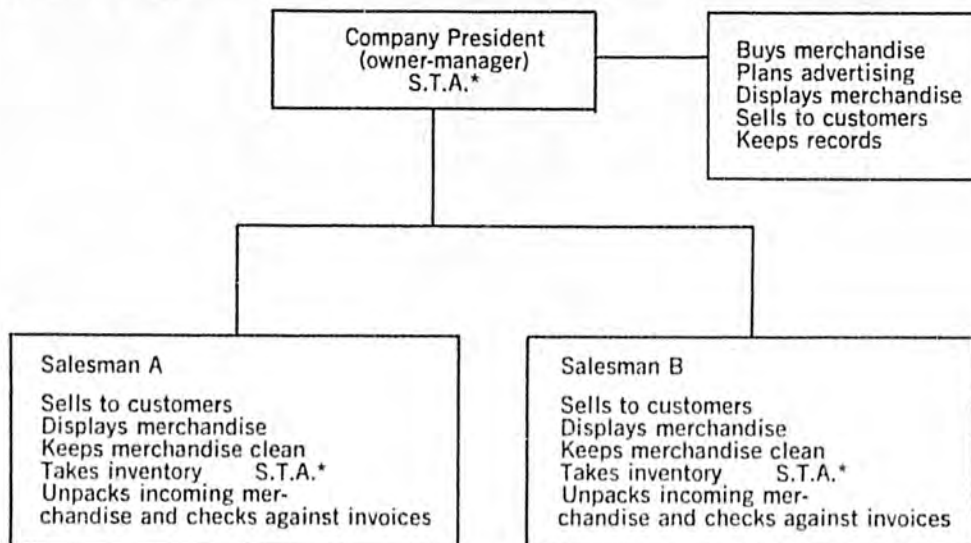 Company President
(owner-manager)
S.T.A.*
Buys merchandise
Plans advertising
Displays merchandise
Sells to customers
Keeps records
Salesman A
Sells to customers
Displays merchandise
Keeps merchandise clean
Takes inventory S.T.A.*
Unpacks incoming mer-
chandise and checks against invoices
Salesman B
Sells to customers
Displays merchandise
Keeps merchandise clean
Takes inventory S.T.A.*
Unpacks incoming mer-
chandise and checks against invoices